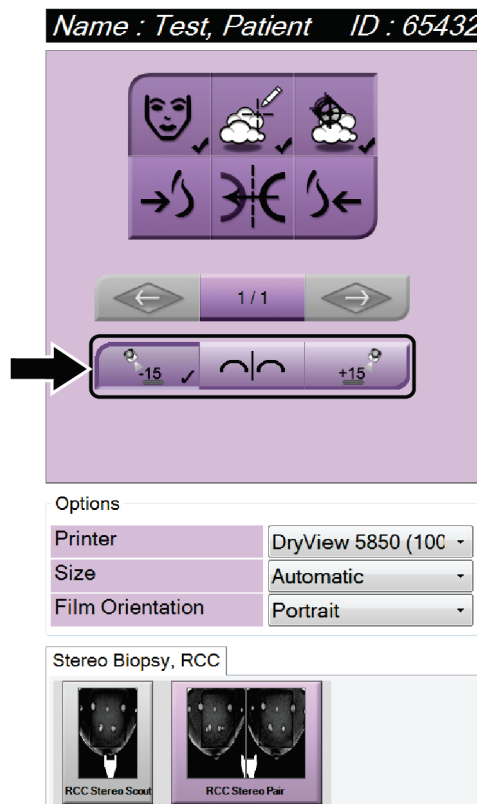 Name : Test, Patient ID : 65432
1 / 1
-15
+15
Options
Printer DryView 5850 (100
Size Automatic
Film Orientation Portrait
Stereo Biopsy, RCC
RCC Stereo Scout RCC Stereo Pair